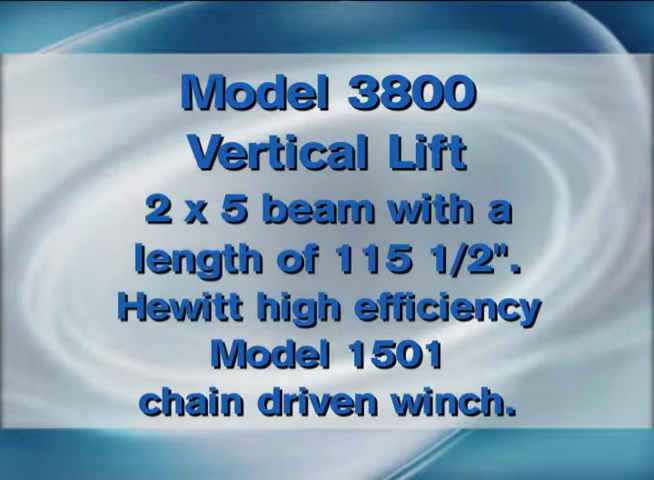 Model 3800
Vertical Lift
2 x 5 beam with a
length of 115 1/2".
Hewitt high efficiency
Model 1501
chain driven winch.